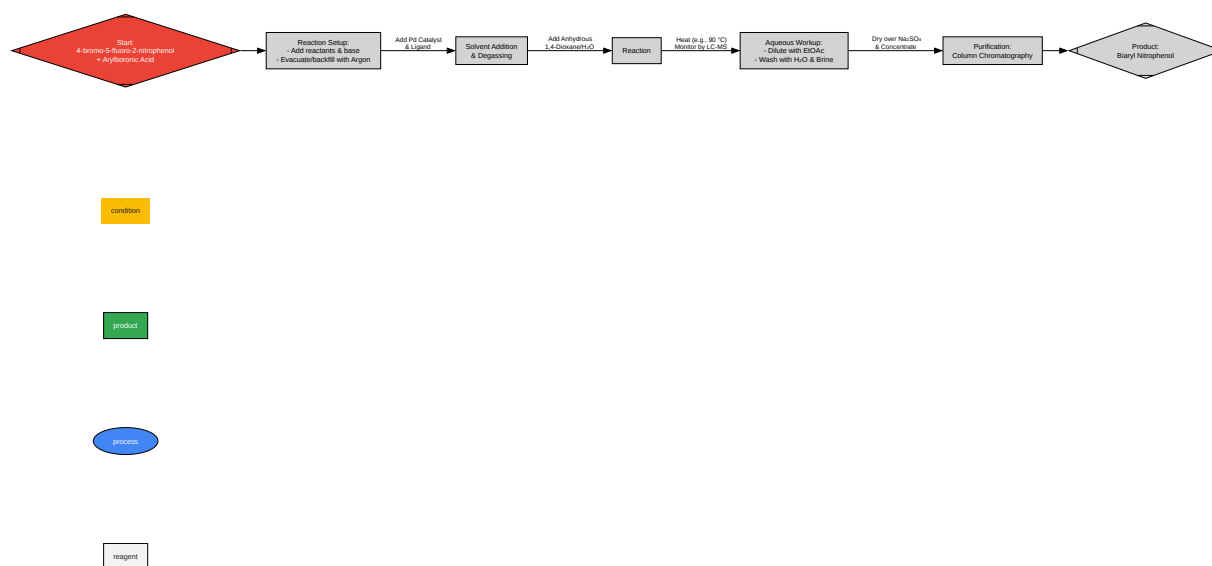 Start:
4-bromo-5-fluoro-2-nitrophenol
+ Arylboronic Acid
Reaction Setup:
- Add reactants & base
- Evacuate/backfill with Argon
Add Pd Catalyst
& Ligand
Solvent Addition
& Degassing
Add Anhydrous
1,4-Dioxane/H₂O
Reaction
Heat (e.g., 90 °C)
Monitor by LC-MS
Aqueous Workup:
- Dilute with EtOAc
- Wash with H₂O & Brine
Dry over Na₂SO₄
& Concentrate
Purification:
Column Chromatography
Product:
Biaryl Nitrophenol
condition
product
process
reagent